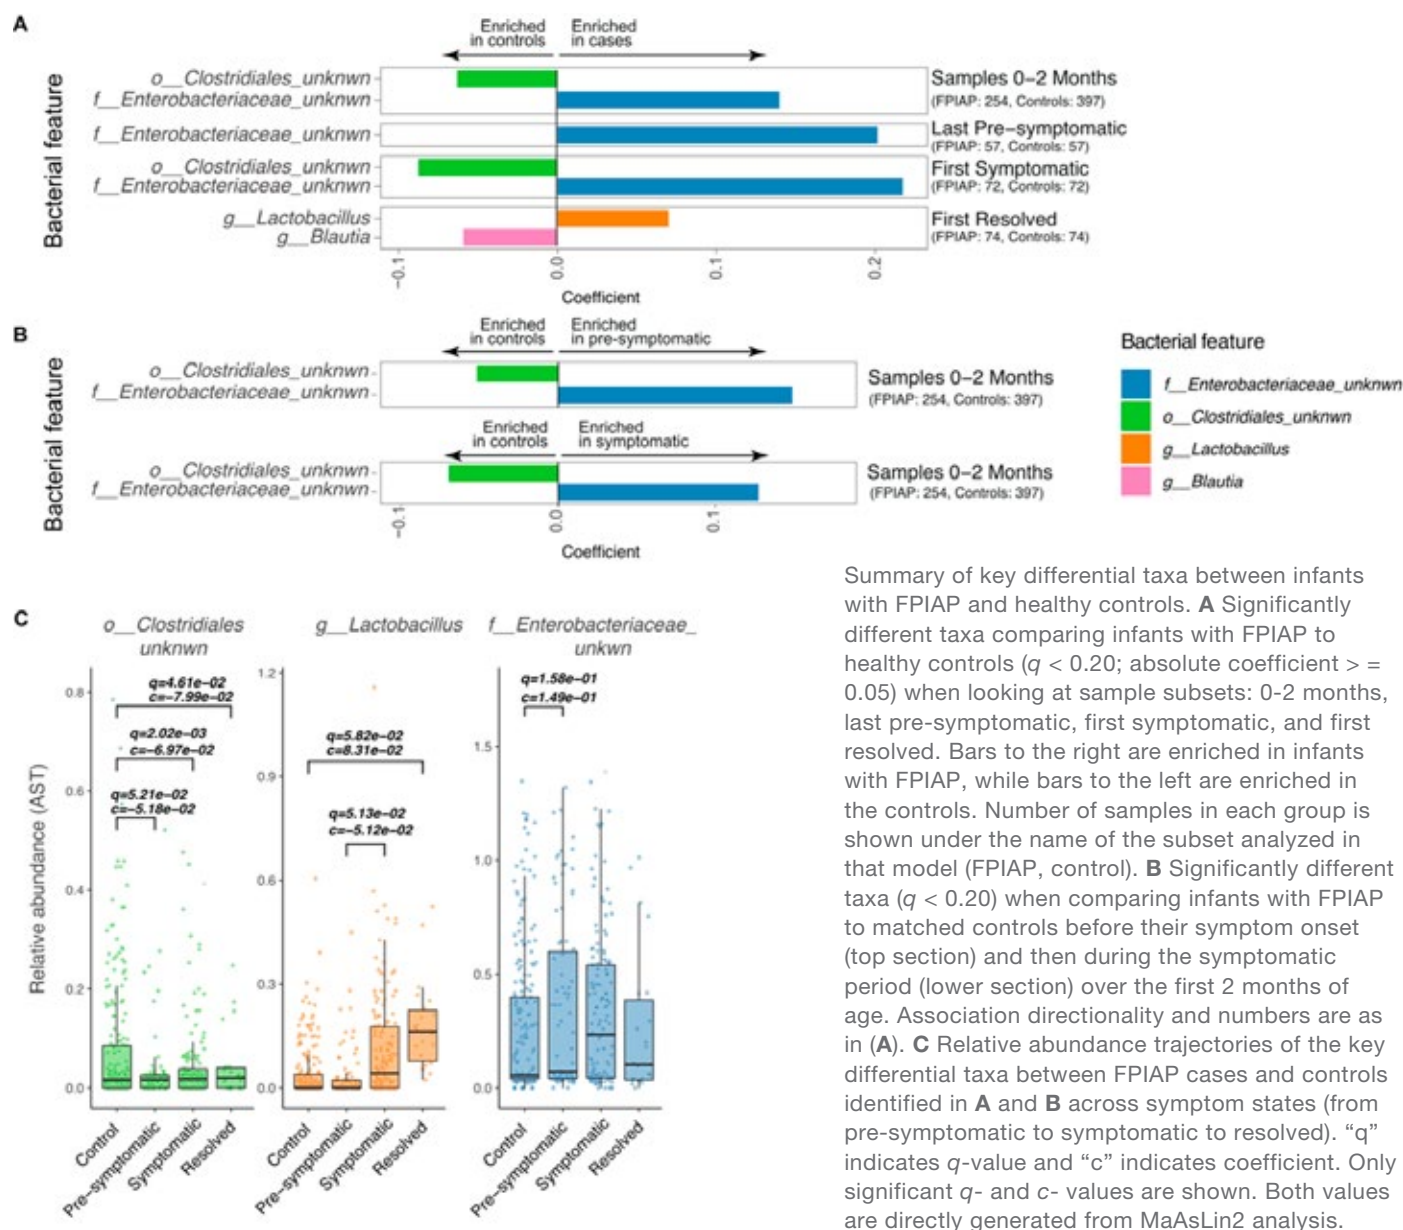 A
Enriched in controls
Enriched in cases
Bacterial feature
o__Clostridiales_unknwn
f__Enterobacteriaceae_unknwn
Samples 0–2 Months
(FPIAP: 254, Controls: 397)
f__Enterobacteriaceae_unknwn
Last Pre–symptomatic
(FPIAP: 57, Controls: 57)
o__Clostridiales_unknwn
f__Enterobacteriaceae_unknwn
First Symptomatic
(FPIAP: 72, Controls: 72)
g__Lactobacillus
g__Blautia
First Resolved
(FPIAP: 74, Controls: 74)
–0.1
0.0
0.1
0.2
Coefficient
B
Enriched in controls
Enriched in pre-symptomatic
Bacterial feature
o__Clostridiales_unknwn
f__Enterobacteriaceae_unknwn
Samples 0–2 Months
(FPIAP: 254, Controls: 397)
Enriched in controls
Enriched in symptomatic
o__Clostridiales_unknwn
f__Enterobacteriaceae_unknwn
Samples 0–2 Months
(FPIAP: 254, Controls: 397)
–0.1
0.0
0.1
Coefficient
Bacterial feature
f__Enterobacteriaceae_unknwn
o__Clostridiales_unknwn
g__Lactobacillus
g__Blautia
C
Relative abundance (AST)
o__Clostridiales
unknwn
0.8
0.6
0.4
0.2
0.0
q=4.61e–02
c=–7.99e–02
q=2.02e–03
c=–6.97e–02
q=5.21e–02
c=–5.18e–02
Control
Pre–symptomatic
Symptomatic
Resolved
g__Lactobacillus
1.2
0.9
0.6
0.3
0.0
q=5.82e–02
c=8.31e–02
q=5.13e–02
c=–5.12e–02
Control
Pre–symptomatic
Symptomatic
Resolved
f__Enterobacteriaceae_
unkwn
1.5
1.0
0.5
0.0
q=1.58e–01
c=1.49e–01
Control
Pre–symptomatic
Symptomatic
Resolved
Summary of key differential taxa between infants
with FPIAP and healthy controls. A Significantly
different taxa comparing infants with FPIAP to
healthy controls (q < 0.20; absolute coefficient > =
0.05) when looking at sample subsets: 0-2 months,
last pre-symptomatic, first symptomatic, and first
resolved. Bars to the right are enriched in infants
with FPIAP, while bars to the left are enriched in
the controls. Number of samples in each group is
shown under the name of the subset analyzed in
that model (FPIAP, control). B Significantly different
taxa (q < 0.20) when comparing infants with FPIAP
to matched controls before their symptom onset
(top section) and then during the symptomatic
period (lower section) over the first 2 months of
age. Association directionality and numbers are as
in (A). C Relative abundance trajectories of the key
differential taxa between FPIAP cases and controls
identified in A and B across symptom states (from
pre-symptomatic to symptomatic to resolved). “q”
indicates q-value and “c” indicates coefficient. Only
significant q- and c- values are shown. Both values
are directly generated from MaAsLin2 analysis.